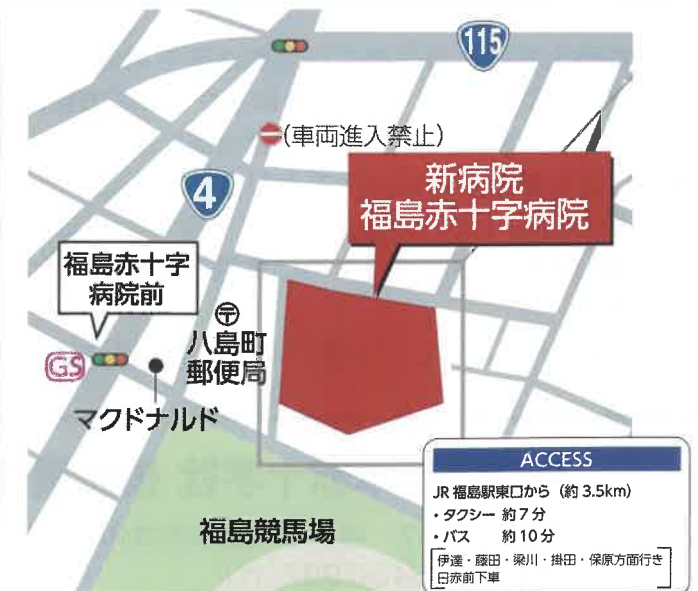 115
(車両進入禁止)
新病院
福島赤十字病院
4
福島赤十字
病院前
〒
八島町
郵便局
GS
マクドナルド
福島競馬場
ACCESS
JR 福島駅東口から (約 3.5km)
・タクシー 約 7 分
・バス 約 10 分
伊達・藤田・梁川・掛田・保原方面行き
日赤前下車